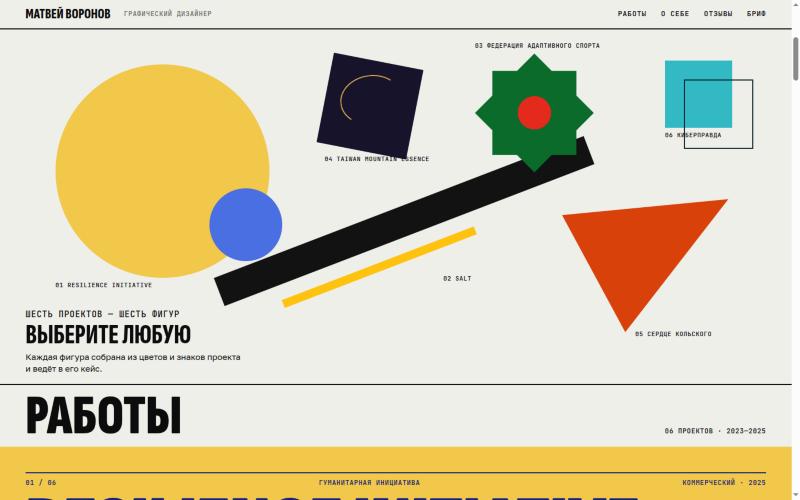 МАТВЕЙ ВОРОНОВ ГРАФИЧЕСКИЙ ДИЗАЙНЕР РАБОТЫ О СЕБЕ ОТЗЫВЫ БРИФ
03 ФЕДЕРАЦИЯ АДАПТИВНОГО СПОРТА
06 КИБЕРПРАВДА
04 TAIWAN MOUNTAIN ESSENCE
02 SALT
01 RESILIENCE INITIATIVE
05 СЕРДЦЕ КОЛЬСКОГО
ШЕСТЬ ПРОЕКТОВ — ШЕСТЬ ФИГУР
ВЫБЕРИТЕ ЛЮБУЮ
Каждая фигура собрана из цветов и знаков проекта
и ведёт в его кейс.
РАБОТЫ
06 ПРОЕКТОВ · 2023—2025
01 / 06 ГУМАНИТАРНАЯ ИНИЦИАТИВА КОММЕРЧЕСКИЙ · 2025